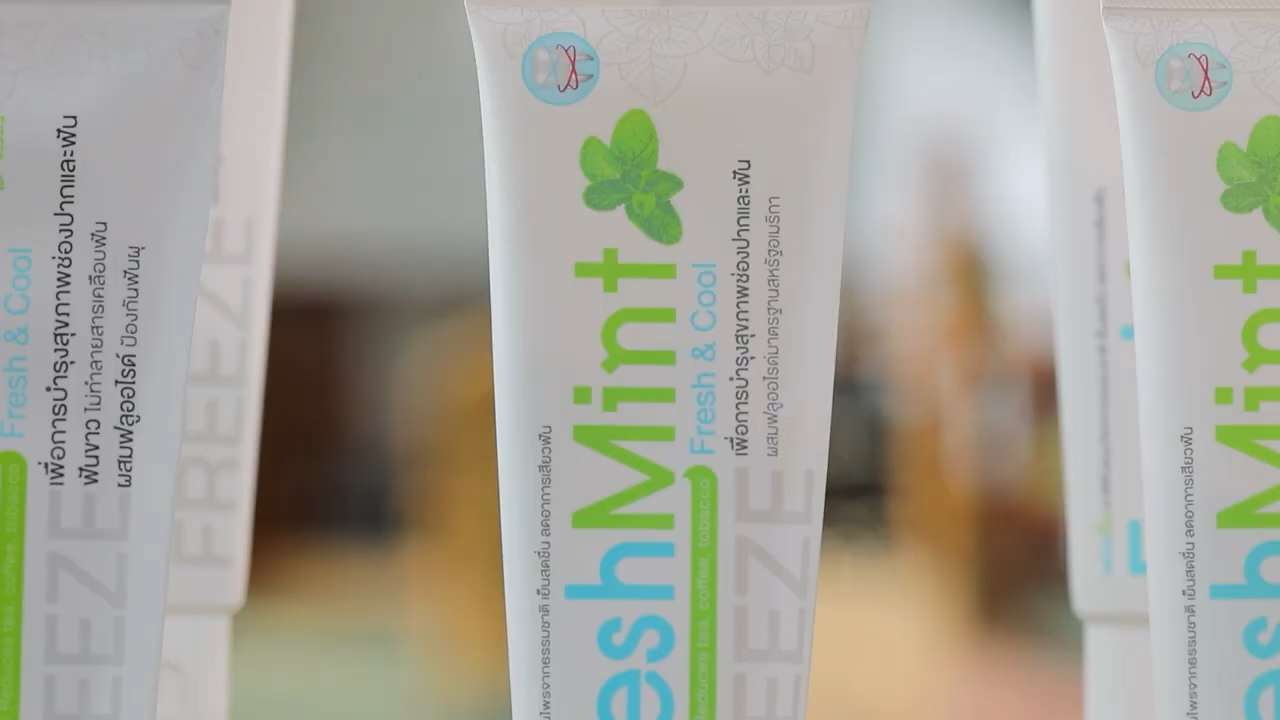 Fresh & Cool
Reduces tea, coffee, tobacco
เพื่อการบำรุงสุขภาพช่องปากและฟัน
ฟันขาว ไม่ทำลายสารเคลือบฟัน
ผสมฟลูออไรด์ ป้องกันฟันผุ
EEZE
FREEZE
ไพรจากธรรมชาติ เย็นสดชื่น ลดอาการเสียวฟัน
eshMint
Fresh & Cool
Reduces tea, coffee, tobacco
เพื่อการบำรุงสุขภาพช่องปากและฟัน
ผสมฟลูออไรด์มาตรฐานสหรัฐอเมริกา
EEZE
ไพรจากธรรมชาติ เย็นสดชื่น ลดอาการเสียวฟัน
eshMint